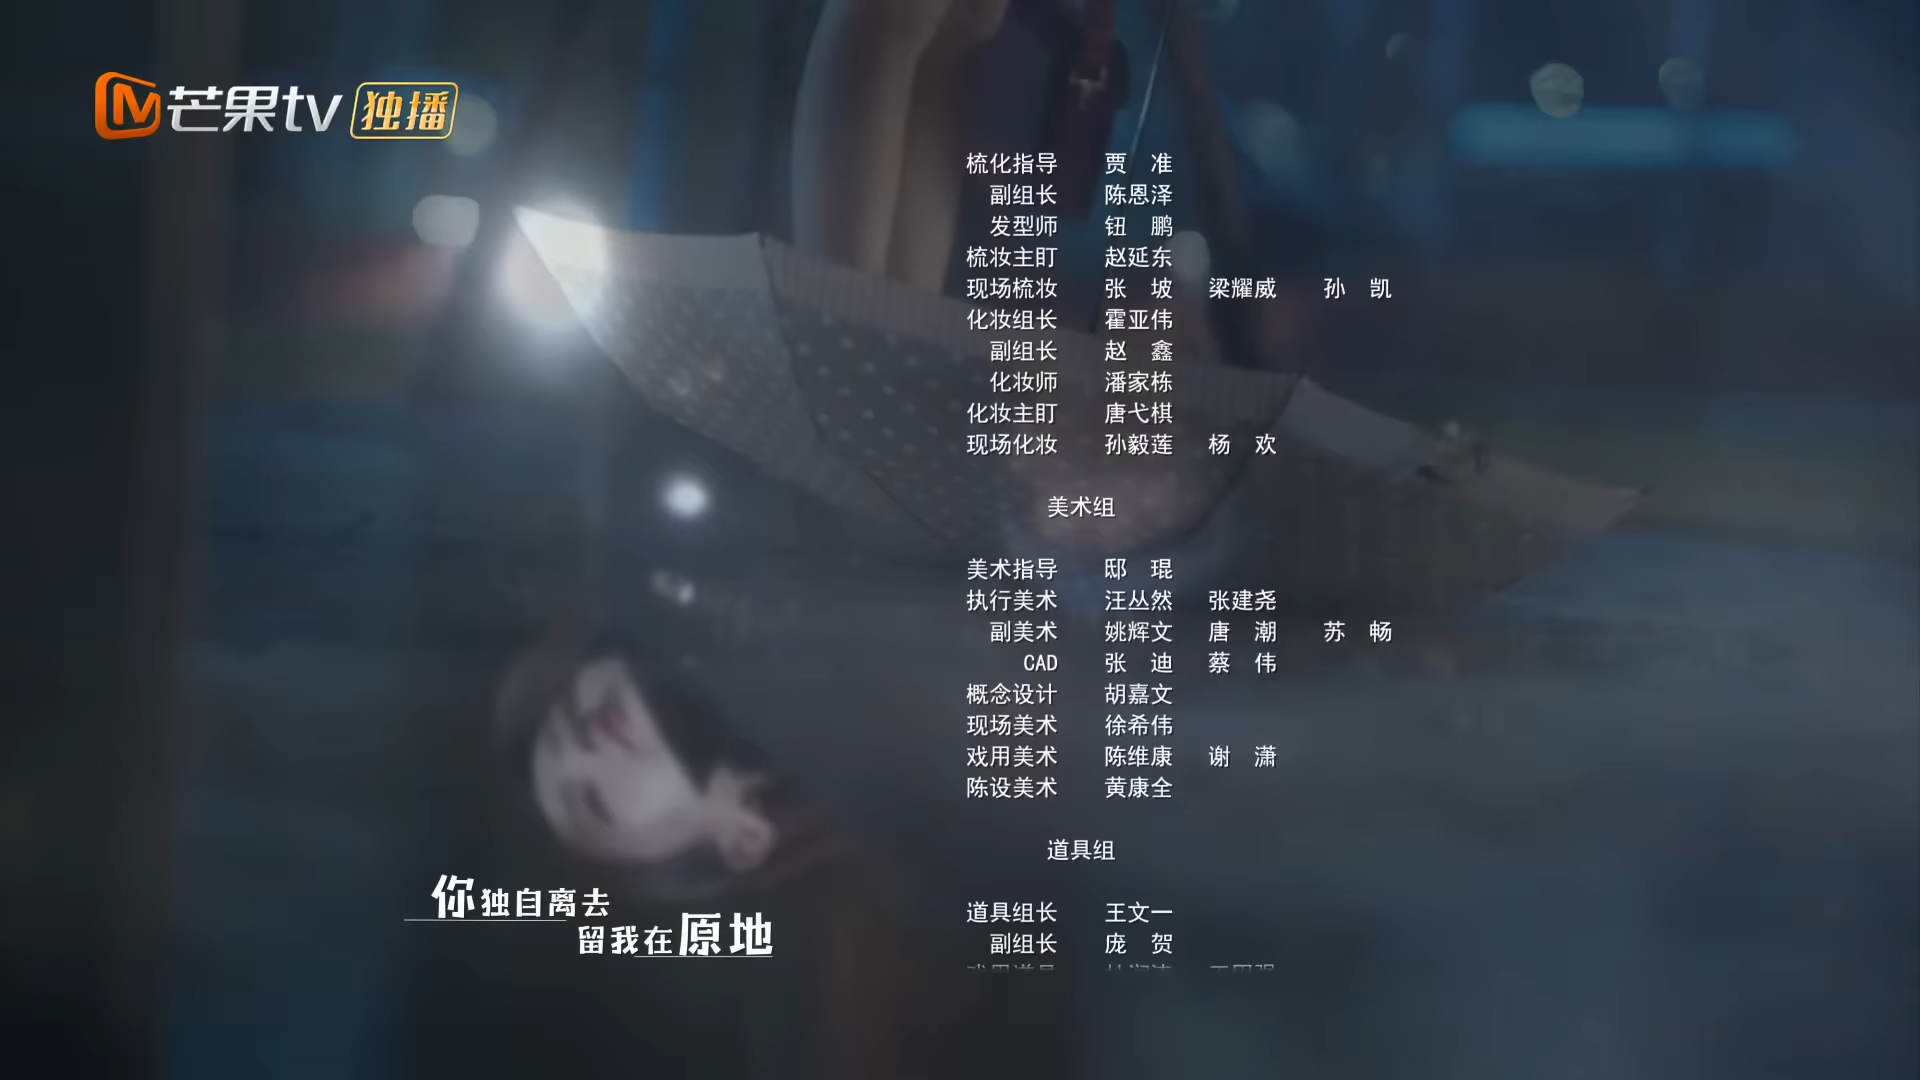 芒果tv 独播
梳化指导 贾 准
副组长 陈恩泽
发型师 钮 鹏
梳妆主盯 赵延东
现场梳妆 张 坡 梁耀威 孙 凯
化妆组长 霍亚伟
副组长 赵 鑫
化妆师 潘家栋
化妆主盯 唐弋棋
现场化妆 孙毅莲 杨 欢
美术组
美术指导 邸 琨
执行美术 汪丛然 张建尧
副美术 姚辉文 唐 潮 苏 畅
CAD 张 迪 蔡 伟
概念设计 胡嘉文
现场美术 徐希伟
戏用美术 陈维康 谢 潇
陈设美术 黄康全
道具组
道具组长 王文一
副组长 庞 贺
你独自离去
留我在原地